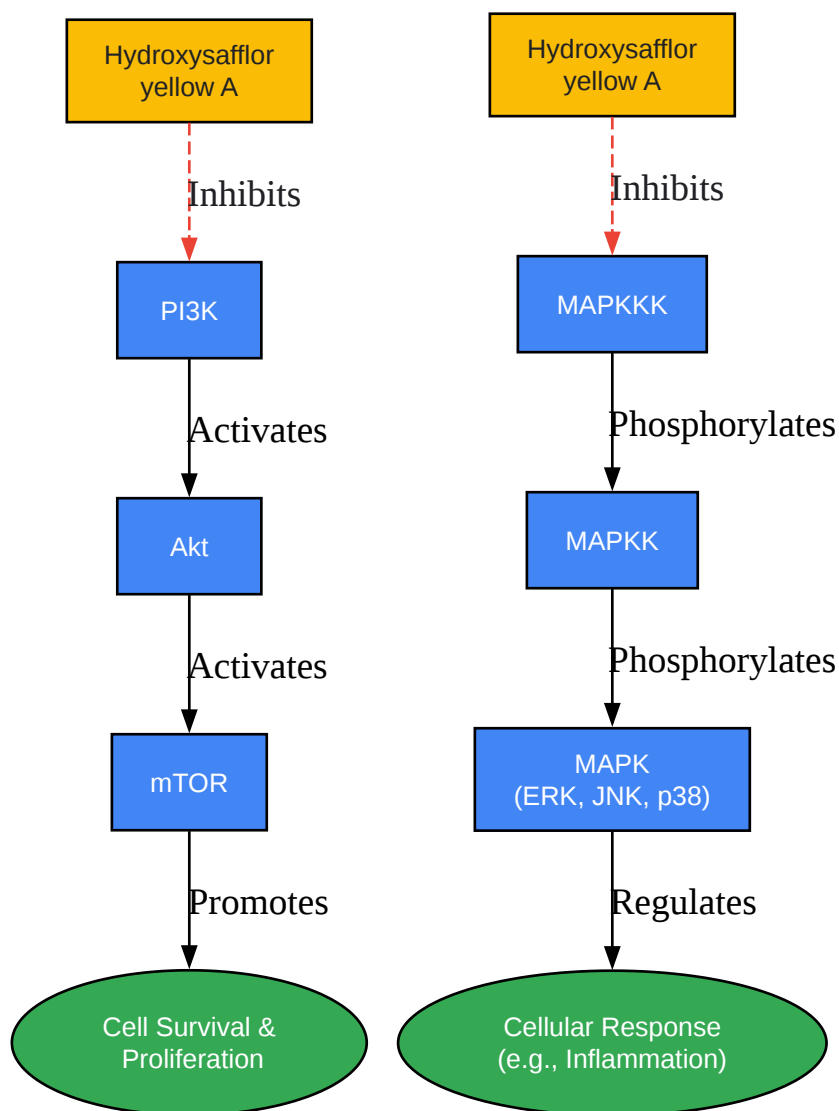 Hydroxysafflor
yellow A
Inhibits
PI3K
Activates
Akt
Activates
mTOR
Promotes
Cell Survival &
Proliferation
Hydroxysafflor
yellow A
Inhibits
MAPKKK
Phosphorylates
MAPKK
Phosphorylates
MAPK
(ERK, JNK, p38)
Regulates
Cellular Response
(e.g., Inflammation)